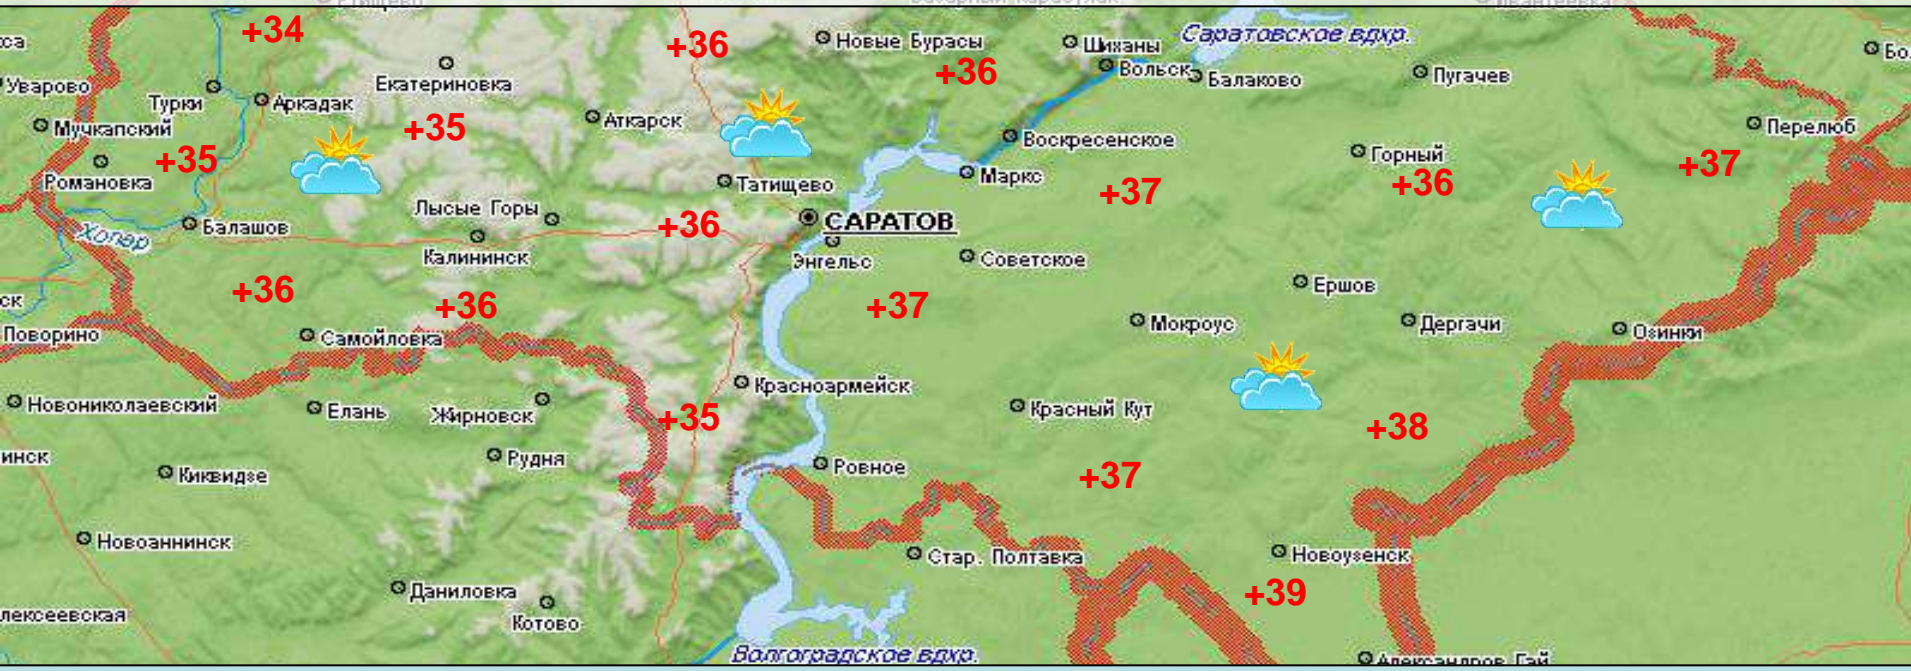 +34
+36
Новые Бурасы
Шиханы
Саратовское вдхр.
Уварово
Екатериновка
+36
Вольск
Балаково
Пугачев
Турки
Аркадак
Мучкапский
+35
Аткарск
Воскресенское
Перелюб
+35
Романовка
Татищево
Маркс
+37
Горный
+36
+37
Хопер
Балашов
Лысые Горы
Калининск
+36
САРАТОВ
Энгельс
Советское
+36
+36
+37
Ершов
Поворино
Самойловка
Мокроус
Дергачи
Озинки
Новониколаевский
Елань
Жирновск
Красноармейск
+35
Красный Кут
+38
Киквидзе
Рудня
Ровное
+37
Новоаннинск
Стар. Полтавка
Новоузенск
+39
Даниловка
Котово
Волгоградское вдхр.
Александров Гай